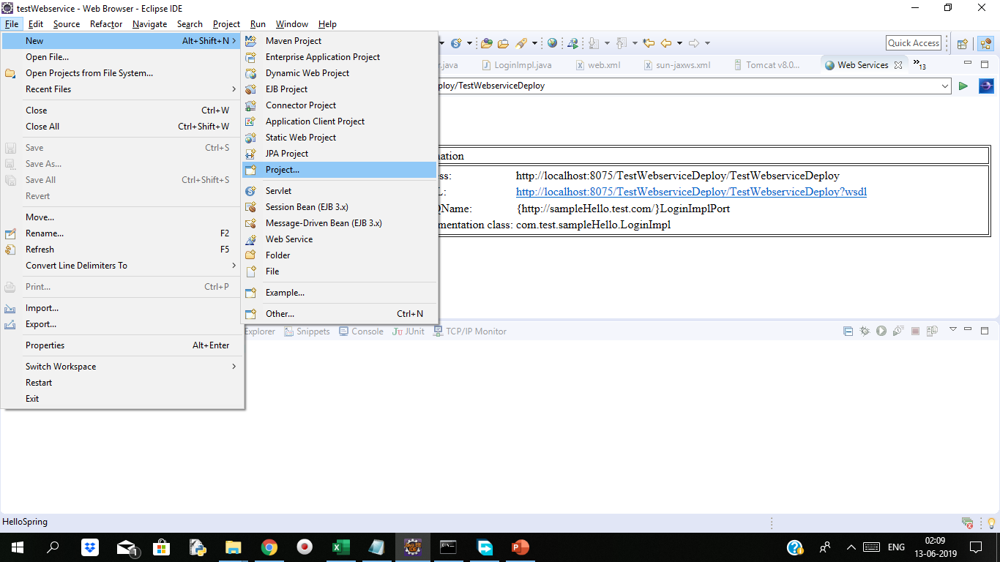 testWebservice - Web Browser - Eclipse IDE
File Edit Source Refactor Navigate Search Project Run Window Help
New Alt+Shift+N
Open File...
Open Projects from File System...
Recent Files
Close Ctrl+W
Close All Ctrl+Shift+W
Save Ctrl+S
Save As...
Save All Ctrl+Shift+S
Revert
Move...
Rename... F2
Refresh F5
Convert Line Delimiters To
Print... Ctrl+P
Import...
Export...
Properties Alt+Enter
Switch Workspace
Restart
Exit
Maven Project
Enterprise Application Project
Dynamic Web Project
EJB Project
Connector Project
Application Client Project
Static Web Project
JPA Project
Project...
Servlet
Session Bean (EJB 3.x)
Message-Driven Bean (EJB 3.x)
Web Service
Folder
File
Example...
Other... Ctrl+N
Quick Access
r.java LoginImpl.java web.xml sun-jaxws.xml Tomcat v8.0... Web Services 13
ploy/TestWebserviceDeploy
nation
ess: http://localhost:8075/TestWebserviceDeploy/TestWebserviceDeploy
L: http://localhost:8075/TestWebserviceDeploy/TestWebserviceDeploy?wsdl
QName: {http://sampleHello.test.com/}LoginImplPort
mentation class: com.test.sampleHello.LoginImpl
Explorer Snippets Console JUnit TCP/IP Monitor
HelloSpring
1 ENG 02:09
13-06-2019